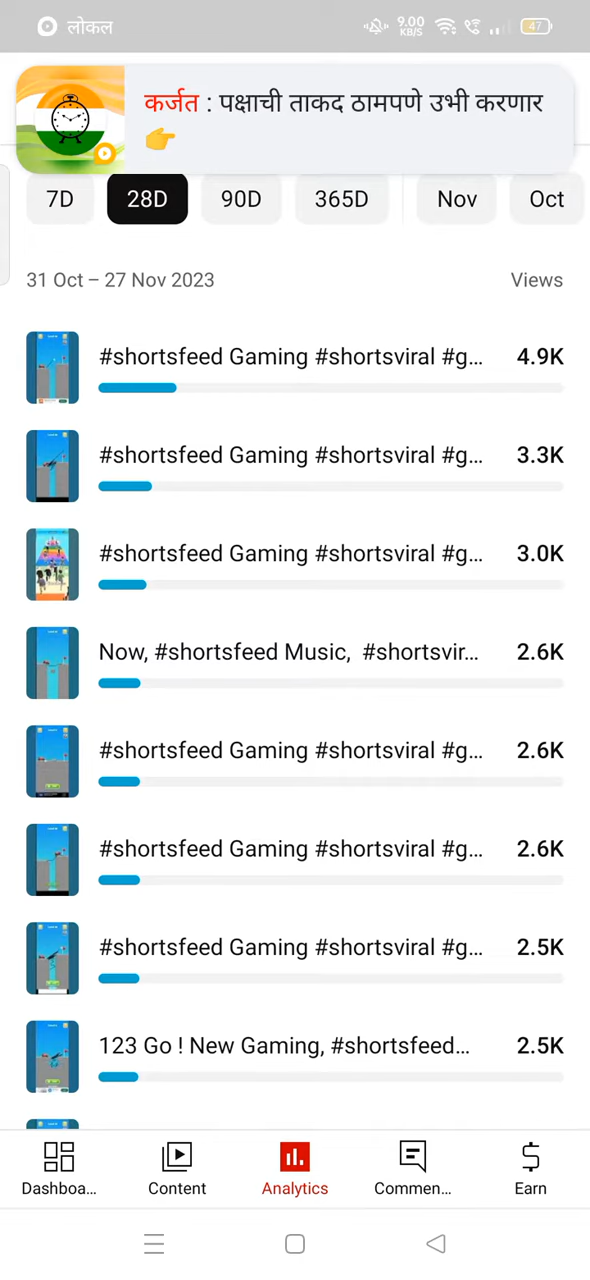 लोकल
9.00
KB/S
47
कर्जत : पक्षाची ताकद ठामपणे उभी करणार
7D 28D 90D 365D Nov Oct
31 Oct – 27 Nov 2023 Views
#shortsfeed Gaming #shortsviral #g... 4.9K
#shortsfeed Gaming #shortsviral #g... 3.3K
#shortsfeed Gaming #shortsviral #g... 3.0K
Now, #shortsfeed Music, #shortsvir... 2.6K
#shortsfeed Gaming #shortsviral #g... 2.6K
#shortsfeed Gaming #shortsviral #g... 2.6K
#shortsfeed Gaming #shortsviral #g... 2.5K
123 Go ! New Gaming, #shortsfeed... 2.5K
Dashboa... Content Analytics Commen... Earn